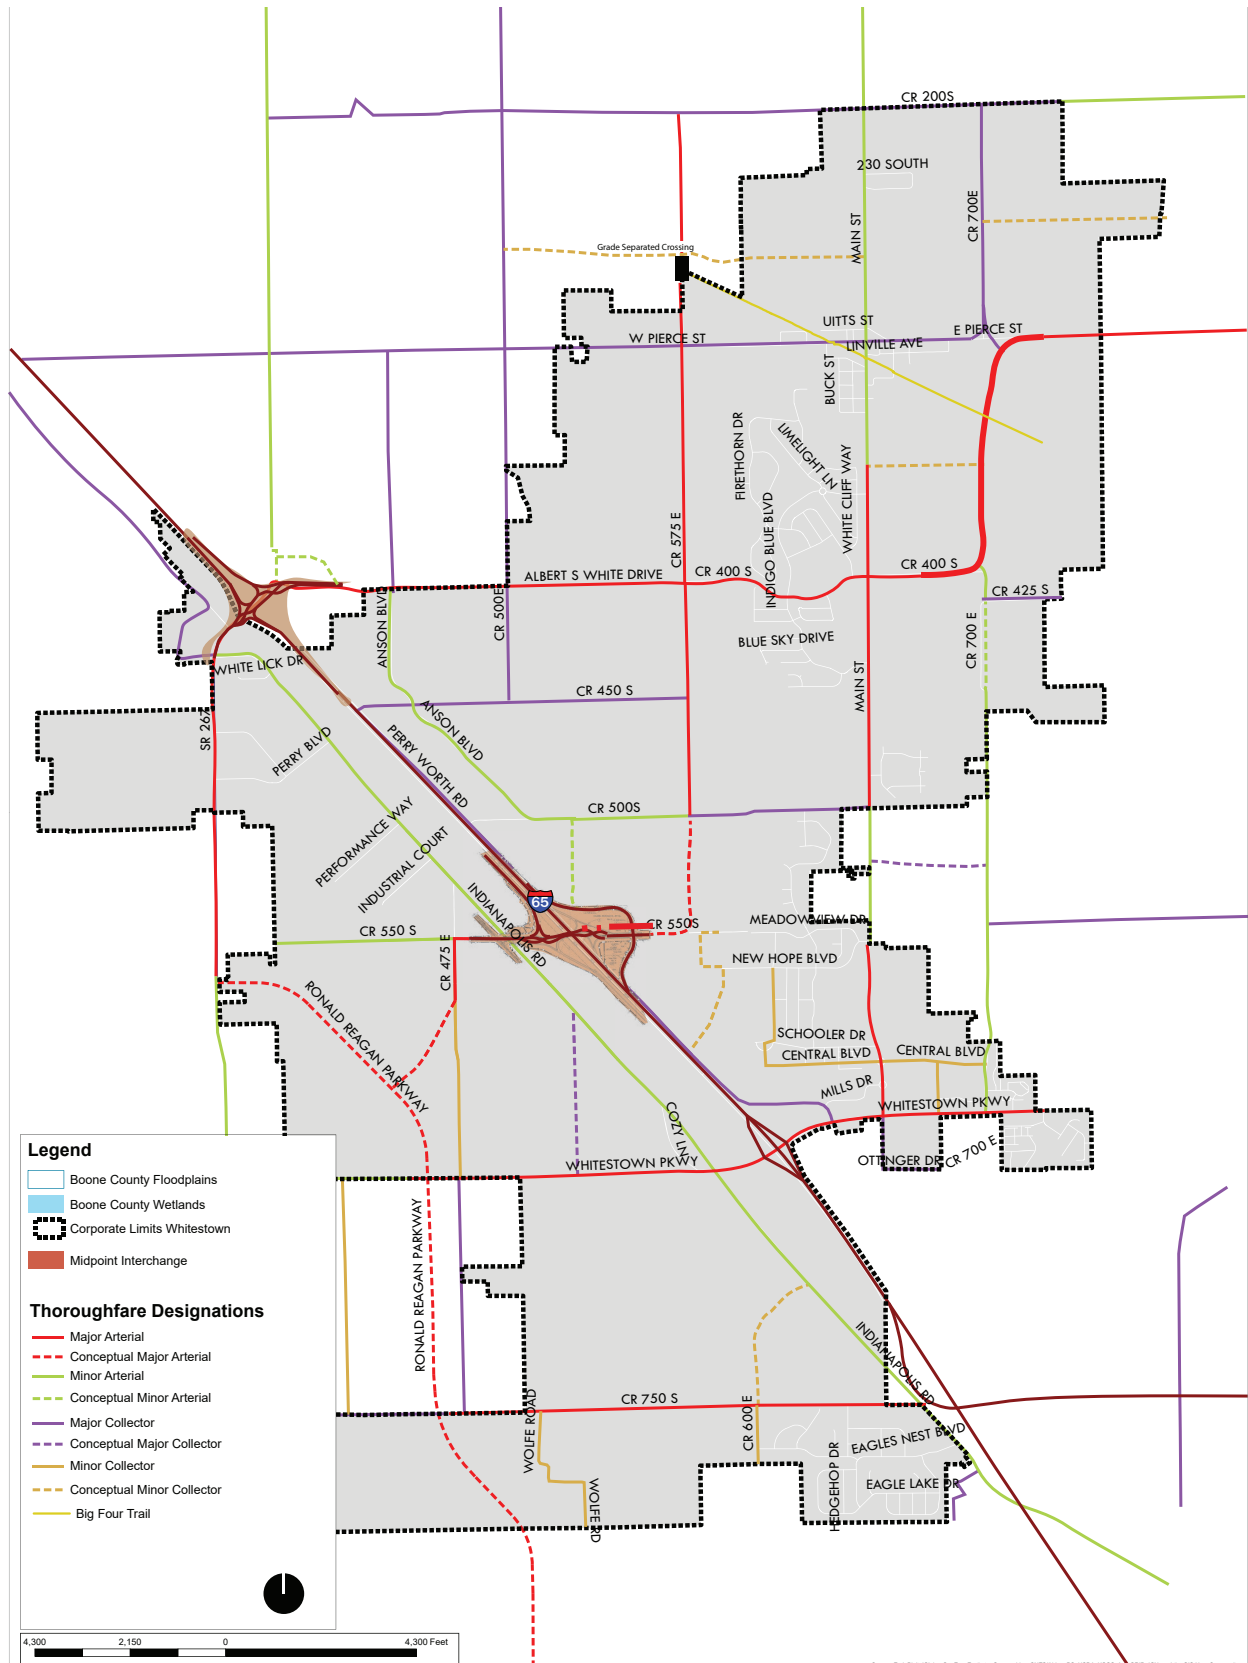 CR 200S
230 SOUTH
CR 700E
MAIN ST
Grade Separated Crossing
UITTS ST
E PIERCE ST
W PIERCE ST
LINVILLE AVE
BUCK ST
FIRETHORN DR
LIMELIGHT LN
WHITE CLIFF WAY
INDIGO BLUE BLVD
CR 575 E
CR 400 S
CR 400 S
ALBERT S WHITE DRIVE
CR 425 S
ANSON BLVD
CR 500E
BLUE SKY DRIVE
CR 700 E
WHITE LICK DR
MAIN ST
CR 450 S
SR 267
ANSON BLVD
PERRY BLVD
PERRY WORTH RD
CR 500S
PERFORMANCE WAY
INDUSTRIAL COURT
INDIANAPOLIS RD
65
MEADOWVIEW DR
CR 550S
CR 550 S
CR 475 E
NEW HOPE BLVD
RONALD REAGAN PARKWAY
SCHOOLER DR
CENTRAL BLVD
CENTRAL BLVD
MILLS DR
WHITESTOWN PKWY
COZY LN
OTTINGER DR
CR 700 E
WHITESTOWN PKWY
RONALD REAGAN PARKWAY
INDIANAPOLIS RD
CR 750 S
WOLFE ROAD
CR 600 E
EAGLES NEST BLVD
HEDGEHOP DR
EAGLE LAKE DR
WOLFE RD
Legend
Boone County Floodplains
Boone County Wetlands
Corporate Limits Whitestown
Midpoint Interchange
Thoroughfare Designations
Major Arterial
Conceptual Major Arterial
Minor Arterial
Conceptual Minor Arterial
Major Collector
Conceptual Major Collector
Minor Collector
Conceptual Minor Collector
Big Four Trail
4,300 2,150 0 4,300 Feet